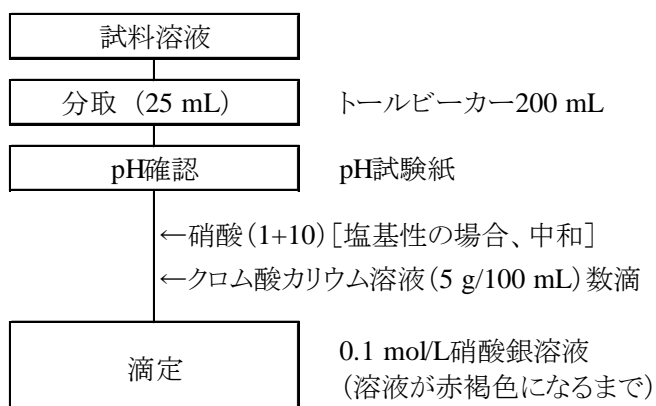 試料溶液
分取 (25 mL) トールビーカー200 mL
pH確認 pH試験紙
←硝酸(1+10)[塩基性の場合、中和]
←クロム酸カリウム溶液(5 g/100 mL)数滴
滴定
0.1 mol/L硝酸銀溶液
(溶液が赤褐色になるまで)